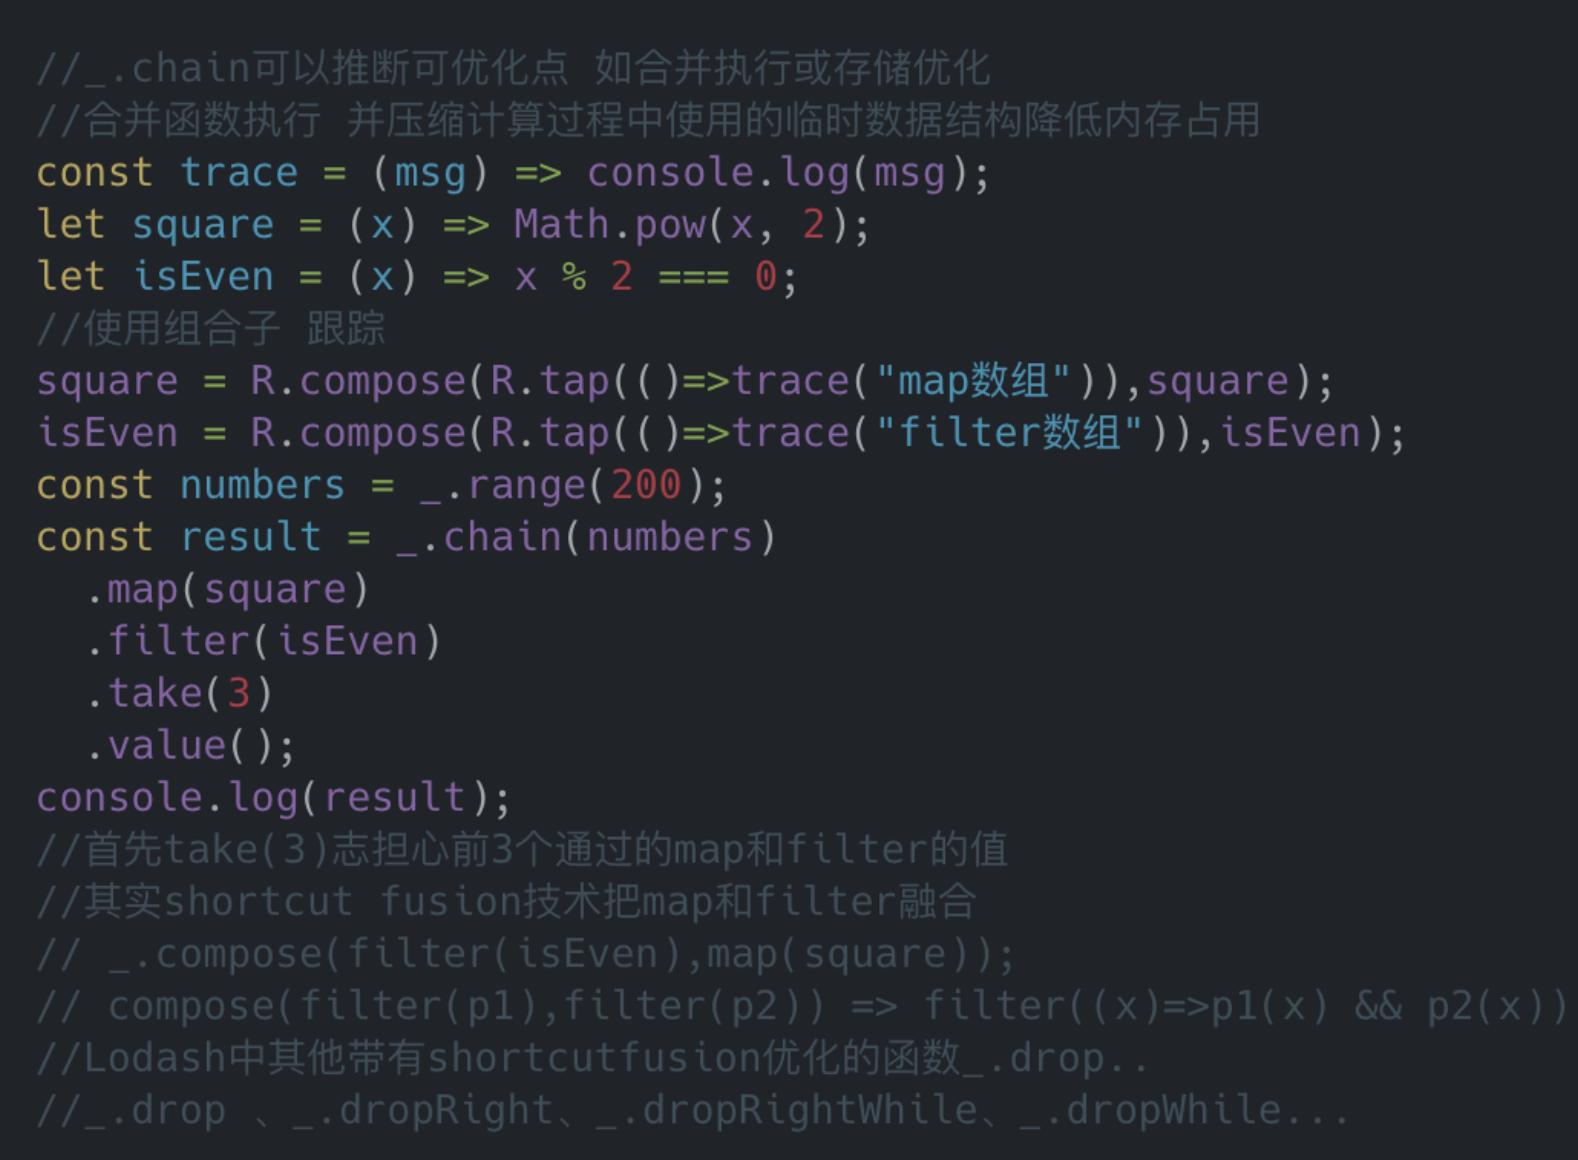 //_.chain可以推断可优化点 如合并执行或存储优化
//合并函数执行 并压缩计算过程中使用的临时数据结构降低内存占用
const trace = (msg) => console.log(msg);
let square = (x) => Math.pow(x, 2);
let isEven = (x) => x % 2 === 0;
//使用组合子 跟踪
square = R.compose(R.tap(()=>trace("map数组")),square);
isEven = R.compose(R.tap(()=>trace("filter数组")),isEven);
const numbers = _.range(200);
const result = _.chain(numbers)
  .map(square)
  .filter(isEven)
  .take(3)
  .value();
console.log(result);
//首先take(3)志担心前3个通过的map和filter的值
//其实shortcut fusion技术把map和filter融合
// _.compose(filter(isEven),map(square));
// compose(filter(p1),filter(p2)) => filter((x)=>p1(x) && p2(x))
//Lodash中其他带有shortcutfusion优化的函数_.drop..
//_.drop 、_.dropRight、_.dropRightWhile、_.dropWhile...